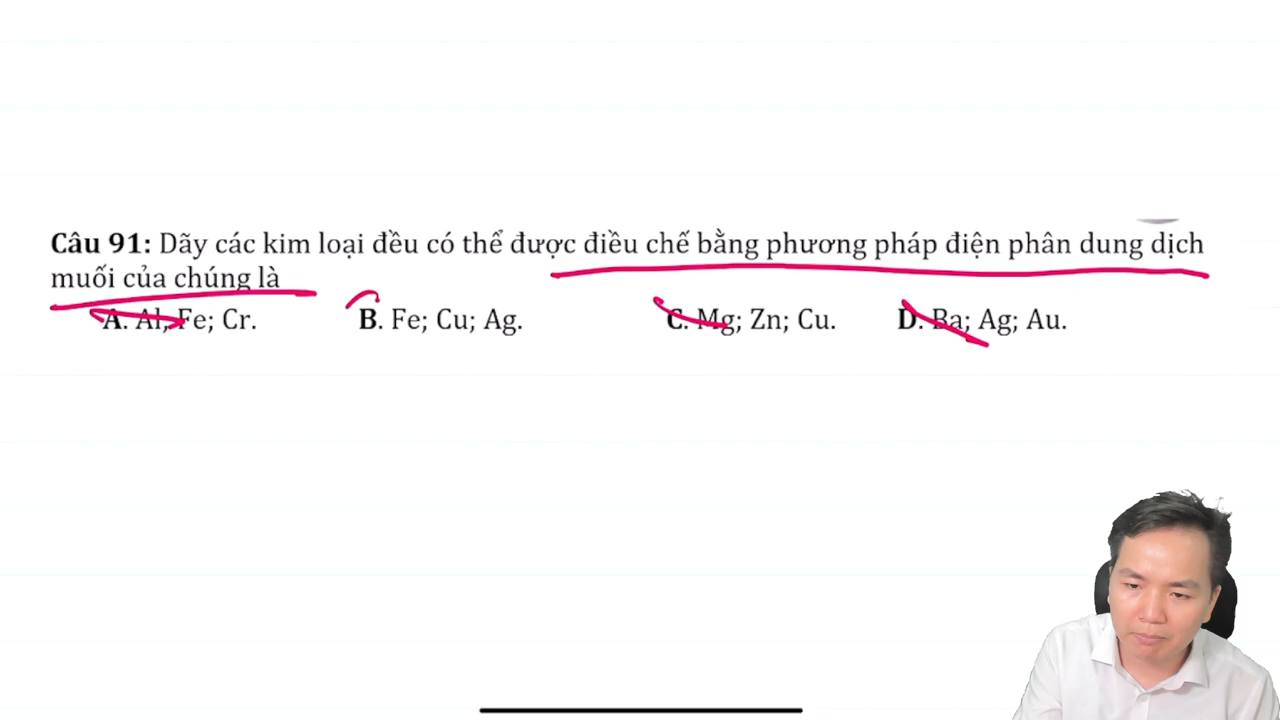 Câu 91: Dãy các kim loại đều có thể được điều chế bằng phương pháp điện phân dung dịch
muối của chúng là
A. Al; Fe; Cr. B. Fe; Cu; Ag. C. Mg; Zn; Cu. D. Ba; Ag; Au.